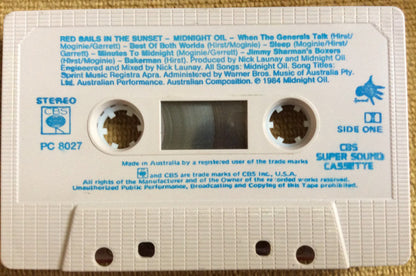 RED SAILS IN THE SUNSET - MIDNIGHT OIL - When The Generals Talk (Hirst/
Moginie/Garrett) - Best Of Both Worlds (Hirst/Moginie) - Sleep (Moginie/Hirst/
Garrett) - Minutes To Midnight (Moginie/Garrett) - Jimmy Sharman's Boxers
(Hirst/Moginie) - Bakerman (Hirst). Produced by Nick Launay and Midnight Oil
Engineered and Mixed by Nick Launay. All Songs: Midnight Oil. Song Titles:
Sprint Music Registra Apra. Administered by Warner Bros. Music of Australia Pty.
Ltd. Australian Performance. Australian Composition. ℗ 1984 Midnight Oil.
STEREO
CBS
PC 8027
DOLBY
SIDE ONE
CBS
SUPER SOUND
CASSETTE
Made in Australia by a registered user of the trade marks
and CBS are trade marks of CBS Inc., U.S.A.
All rights of the Manufacturer and of the Owner of the recorded works reserved.
Unauthorized Public Performance, Broadcasting and Copying of this Tape prohibited.